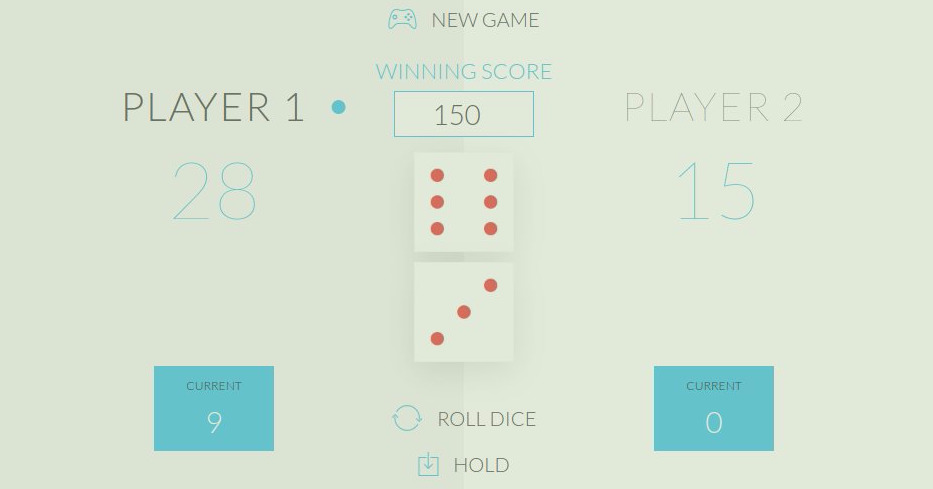 NEW GAME
WINNING SCORE
PLAYER 1
150
PLAYER 2
28
15
CURRENT
9
CURRENT
0
ROLL DICE
HOLD